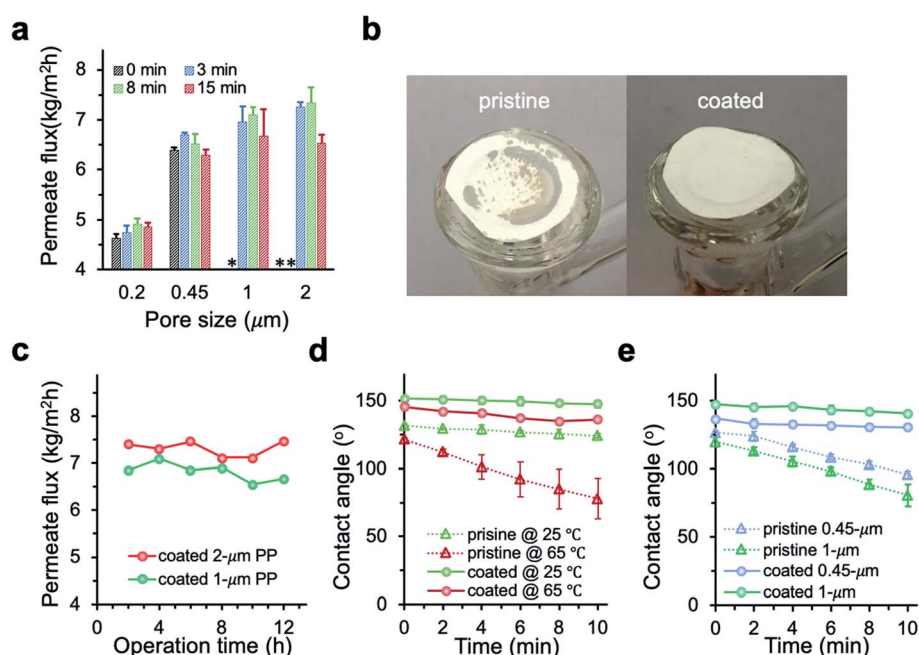 a
Permeate flux(kg/m²h)
8
7
6
5
4
0 min 3 min
8 min 15 min
* **
0.2 0.45 1 2
Pore size (μm)
b
pristine coated
c
Permeate flux (kg/m²h)
8
7
6
5
4
coated 2-μm PP
coated 1-μm PP
0 4 8 12
Operation time (h)
d
Contact angle (º)
150
100
50
0
prisine @ 25 ℃
pristine @ 65 ℃
coated @ 25 ℃
coated @ 65 ℃
0 2 4 6 8 10
Time (min)
e
Contact angle (º)
150
100
50
0
pristine 0.45-μm
pristine 1-μm
coated 0.45-μm
coated 1-μm
0 2 4 6 8 10
Time (min)